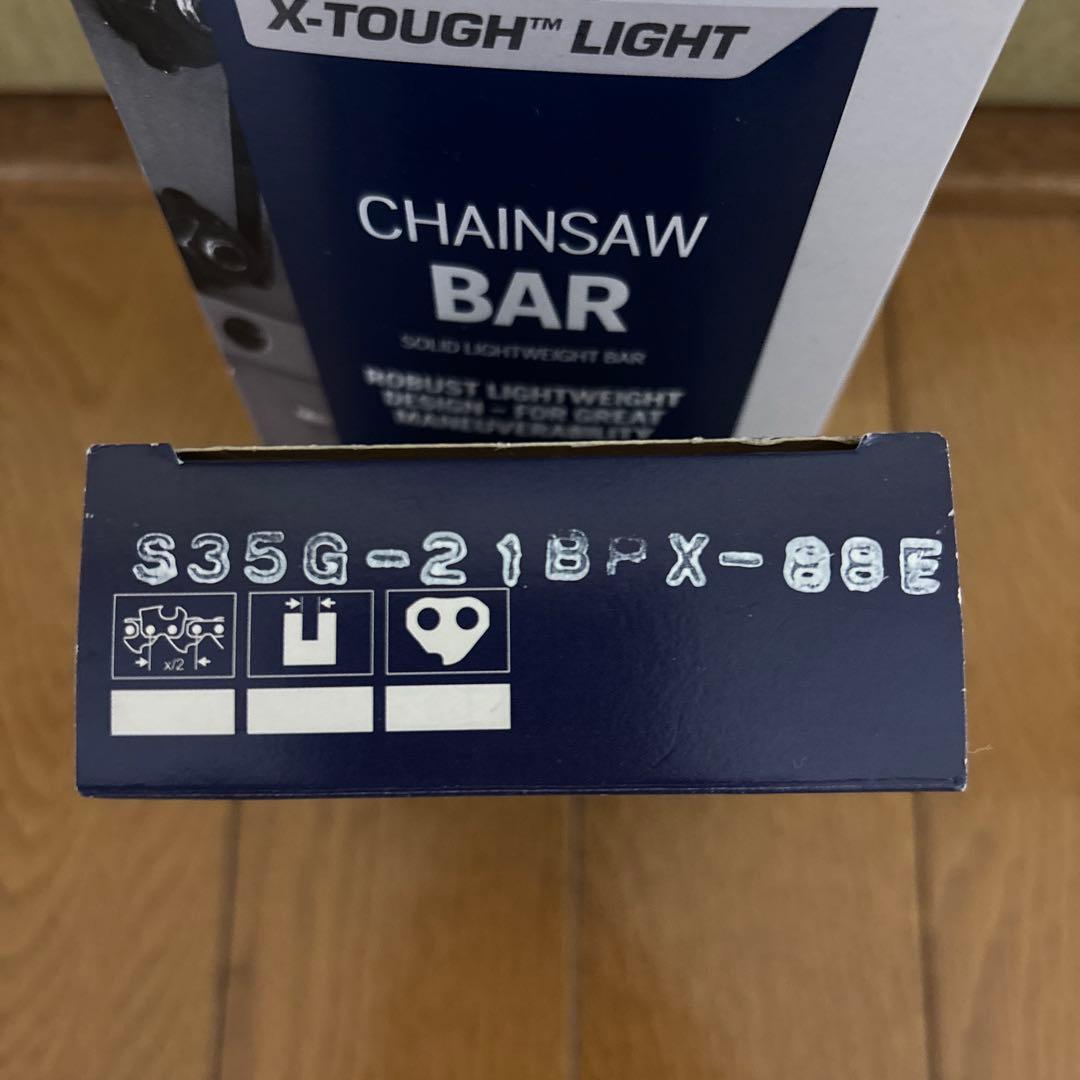 X-TOUGH™ LIGHT
CHAINSAW
BAR
SOLID LIGHTWEIGHT BAR
ROBUST LIGHTWEIGHT
DESIGN – FOR GREAT
MANEUVERABILITY
S35G-21BPX-88E
x/2